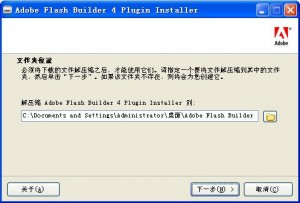 Adobe Flash Builder 4 Plugin Installer
Adobe
文件夹位置
必须将下载的文件解压缩之后，才能使用它们。请指定一个要将文件解压缩到其中的文件
夹，然后单击“下一步”。如果该文件夹不存在，则将会为您创建它。
解压缩 Adobe Flash Builder 4 Plugin Installer 到:
C:\Documents and Settings\Administrator\桌面\Adobe Flash Builder
关于(A)
下一步(N) >
取消(C)